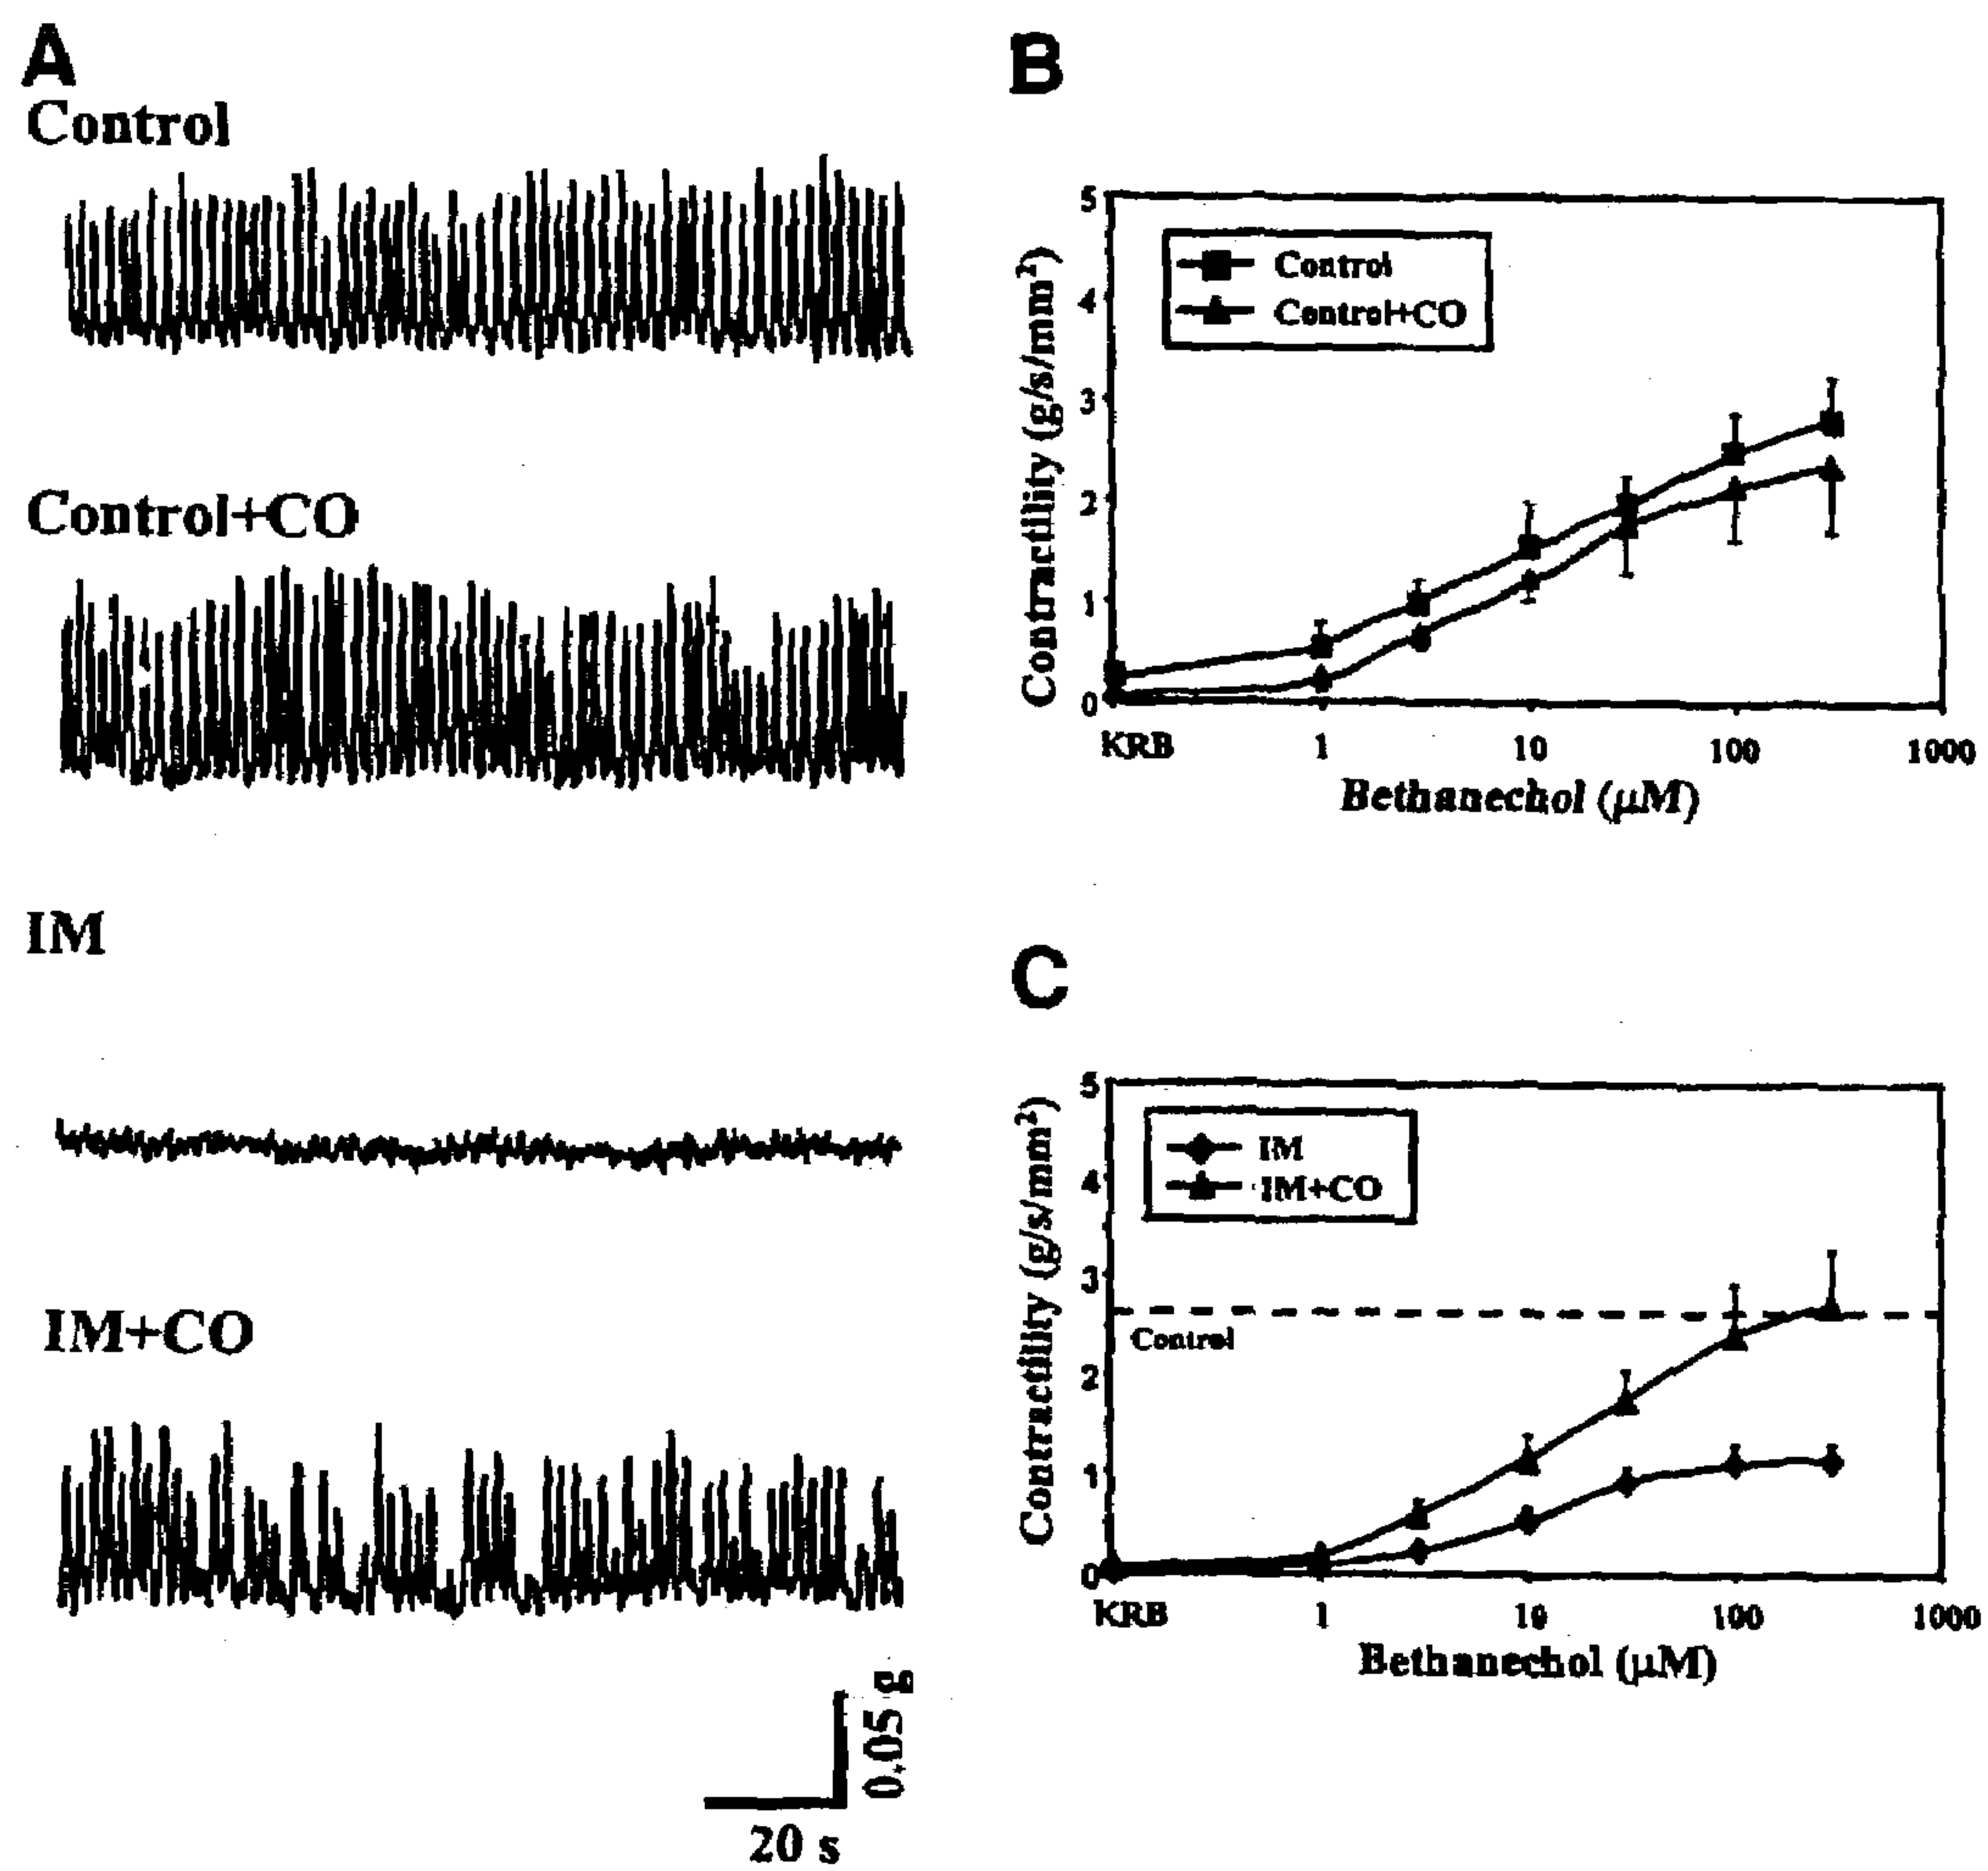 A
Control
Control+CO
IM
IM+CO
0.05 g
20 s
B
Contractility (g/s/mm²)
5
4
3
2
1
0
Control
Control+CO
KRB 1 10 100 1000
Bethanechol (µM)
C
Contractility (g/s/mm²)
5
4
3
2
1
0
IM
IM+CO
Control
KRB 1 10 100 1000
Bethanechol (µM)